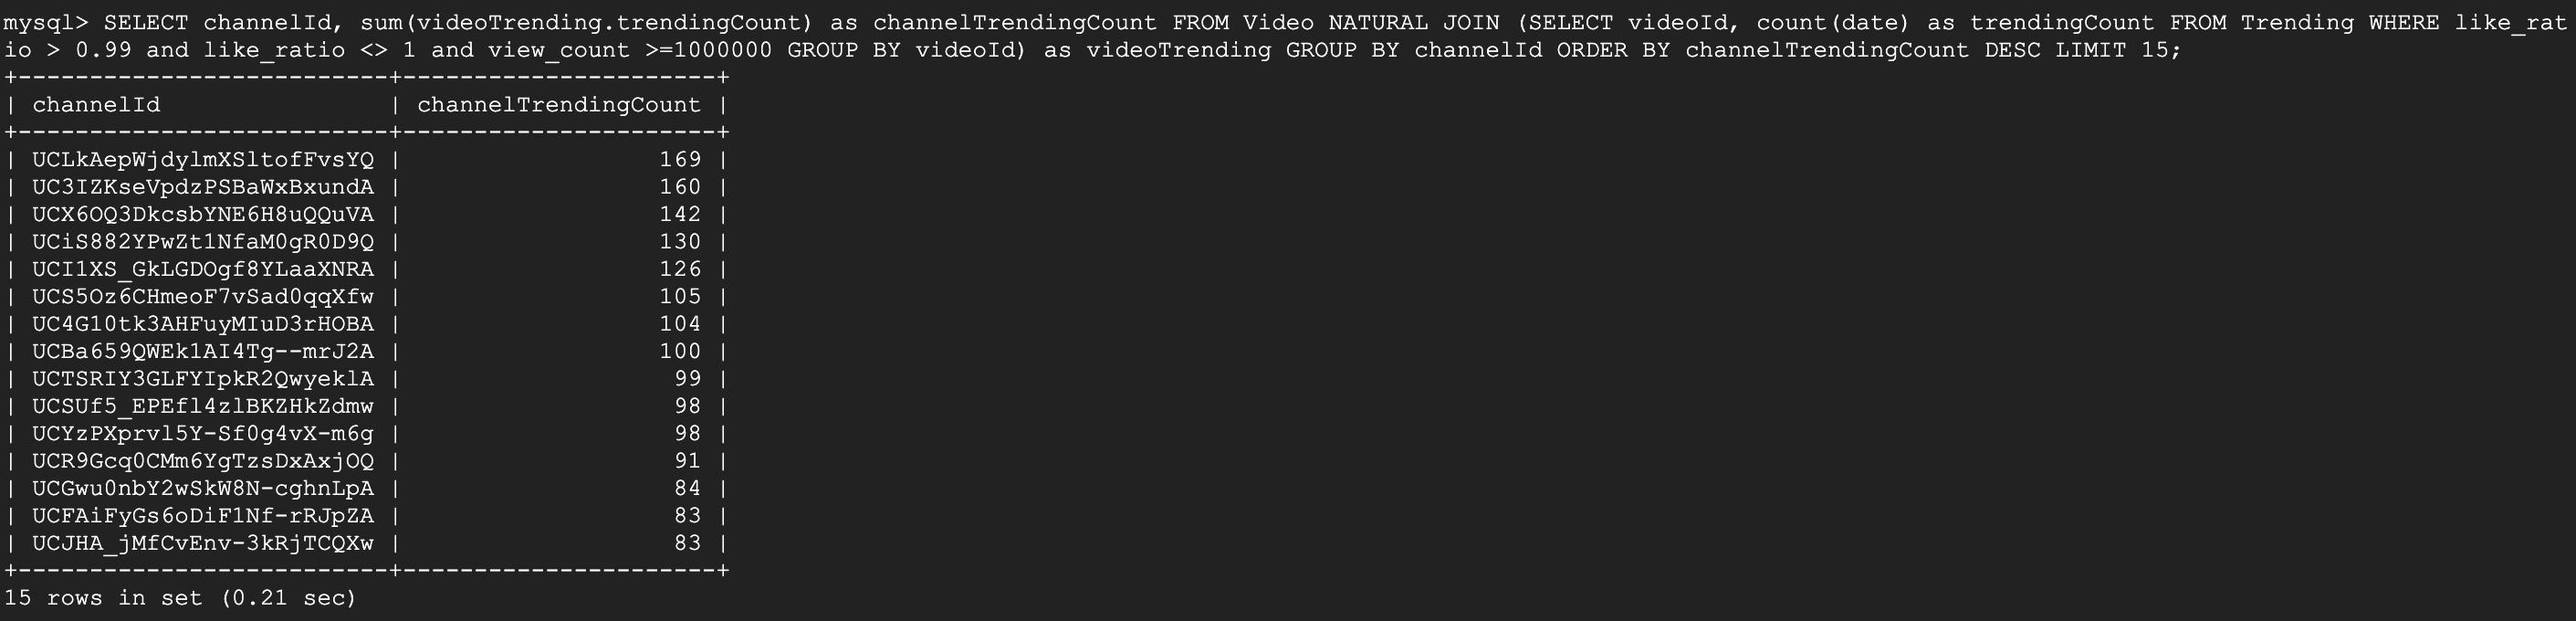 mysql> SELECT channelId, sum(videoTrending.trendingCount) as channelTrendingCount FROM Video NATURAL JOIN (SELECT videoId, count(date) as trendingCount FROM Trending WHERE like_rat
io > 0.99 and like_ratio <> 1 and view_count >=1000000 GROUP BY videoId) as videoTrending GROUP BY channelId ORDER BY channelTrendingCount DESC LIMIT 15;
+--------------------------+----------------------+
| channelId                | channelTrendingCount |
+--------------------------+----------------------+
| UCLkAepWjdylmXSltofFvsYQ |                  169 |
| UC3IZKseVpdzPSBaWxBxundA |                  160 |
| UCX6OQ3DkcsbYNE6H8uQQuVA |                  142 |
| UCiS882YPwZt1NfaM0gR0D9Q |                  130 |
| UCI1XS_GkLGDOgf8YLaaXNRA |                  126 |
| UCS5Oz6CHmeoF7vSad0qqXfw |                  105 |
| UC4G10tk3AHFuyMIuD3rHOBA |                  104 |
| UCBa659QWEk1AI4Tg--mrJ2A |                  100 |
| UCTSRIY3GLFYIpkR2QwyeklA |                   99 |
| UCSUf5_EPEfl4zlBKZHkZdmw |                   98 |
| UCYzPXprvl5Y-Sf0g4vX-m6g |                   98 |
| UCR9Gcq0CMm6YgTzsDxAxjOQ |                   91 |
| UCGwu0nbY2wSkW8N-cghnLpA |                   84 |
| UCFAiFyGs6oDiF1Nf-rRJpZA |                   83 |
| UCJHA_jMfCvEnv-3kRjTCQXw |                   83 |
+--------------------------+----------------------+
15 rows in set (0.21 sec)